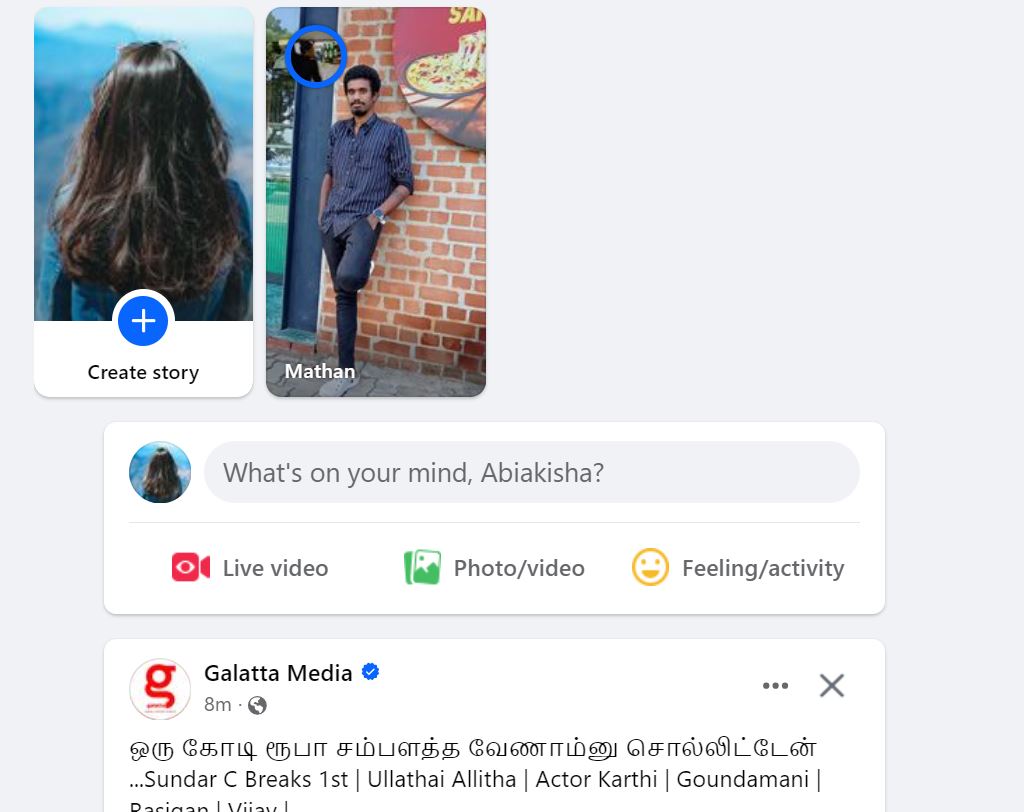 SAI
Create story
Mathan
What's on your mind, Abiakisha?
Live video
Photo/video
Feeling/activity
Galatta Media
8m ·
ஒரு கோடி ரூபா சம்பளத்த வேணாம்னு சொல்லிட்டேன்
...Sundar C Breaks 1st | Ullathai Allitha | Actor Karthi | Goundamani |
Rasigan | Vijay |